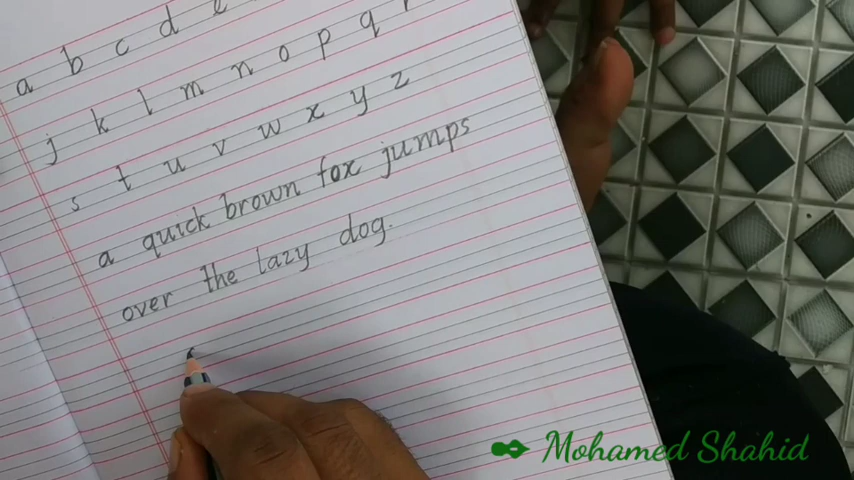 a b c d e
j k l m n o p q r
s t u v w x y z
a quick brown fox jumps
over the lazy dog.
Mohamed Shahid